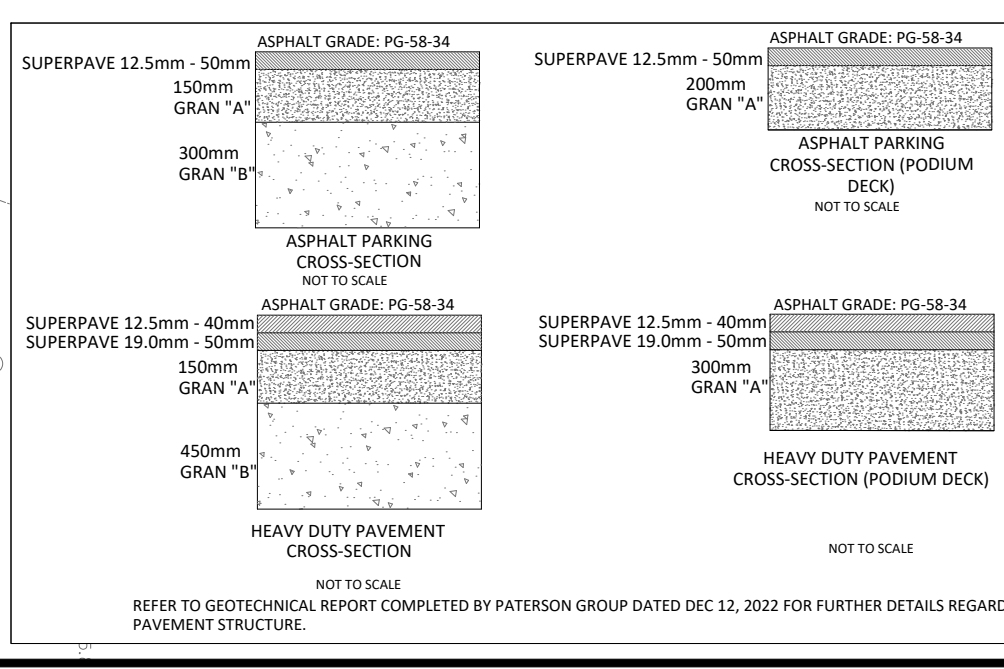 ASPHALT GRADE: PG-58-34
SUPERPAVE 12.5mm - 50mm
150mm
GRAN "A"
300mm
GRAN "B"
ASPHALT PARKING
CROSS-SECTION
NOT TO SCALE
ASPHALT GRADE: PG-58-34
SUPERPAVE 12.5mm - 50mm
200mm
GRAN "A"
ASPHALT PARKING
CROSS-SECTION (PODIUM
DECK)
NOT TO SCALE
ASPHALT GRADE: PG-58-34
SUPERPAVE 12.5mm - 40mm
SUPERPAVE 19.0mm - 50mm
150mm
GRAN "A"
450mm
GRAN "B"
HEAVY DUTY PAVEMENT
CROSS-SECTION
NOT TO SCALE
ASPHALT GRADE: PG-58-34
SUPERPAVE 12.5mm - 40mm
SUPERPAVE 19.0mm - 50mm
300mm
GRAN "A"
HEAVY DUTY PAVEMENT
CROSS-SECTION (PODIUM DECK)
NOT TO SCALE
REFER TO GEOTECHNICAL REPORT COMPLETED BY PATERSON GROUP DATED DEC 12, 2022 FOR FURTHER DETAILS REGARD
PAVEMENT STRUCTURE.